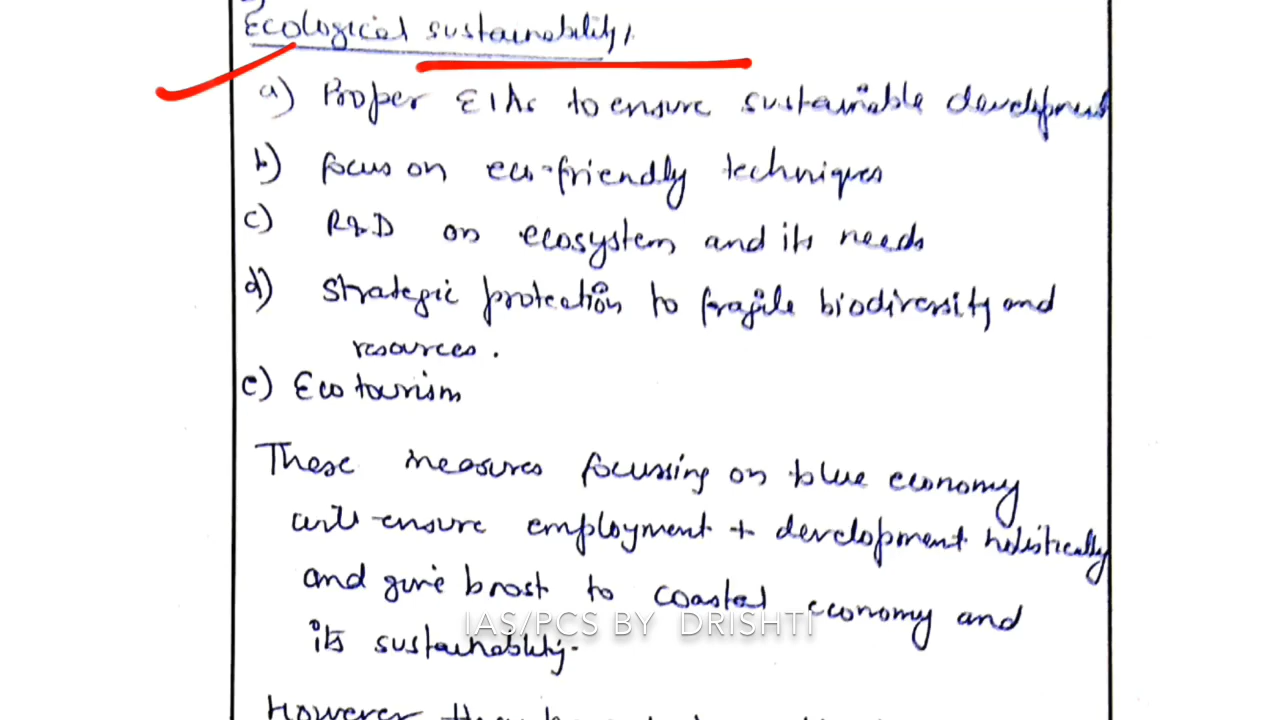 Ecological sustainability,
a) Proper EIAs to ensure sustainable development
b) focus on eco-friendly techniques
c) R&D on ecosystem and its needs
d) Strategic protection to fragile biodiversity and
resources.
e) Ecotourism
These measures focussing on blue economy
will ensure employment + development holistically
and give boost to coastal economy and
IAS/PCS BY DRISHTI
its sustainability.
However